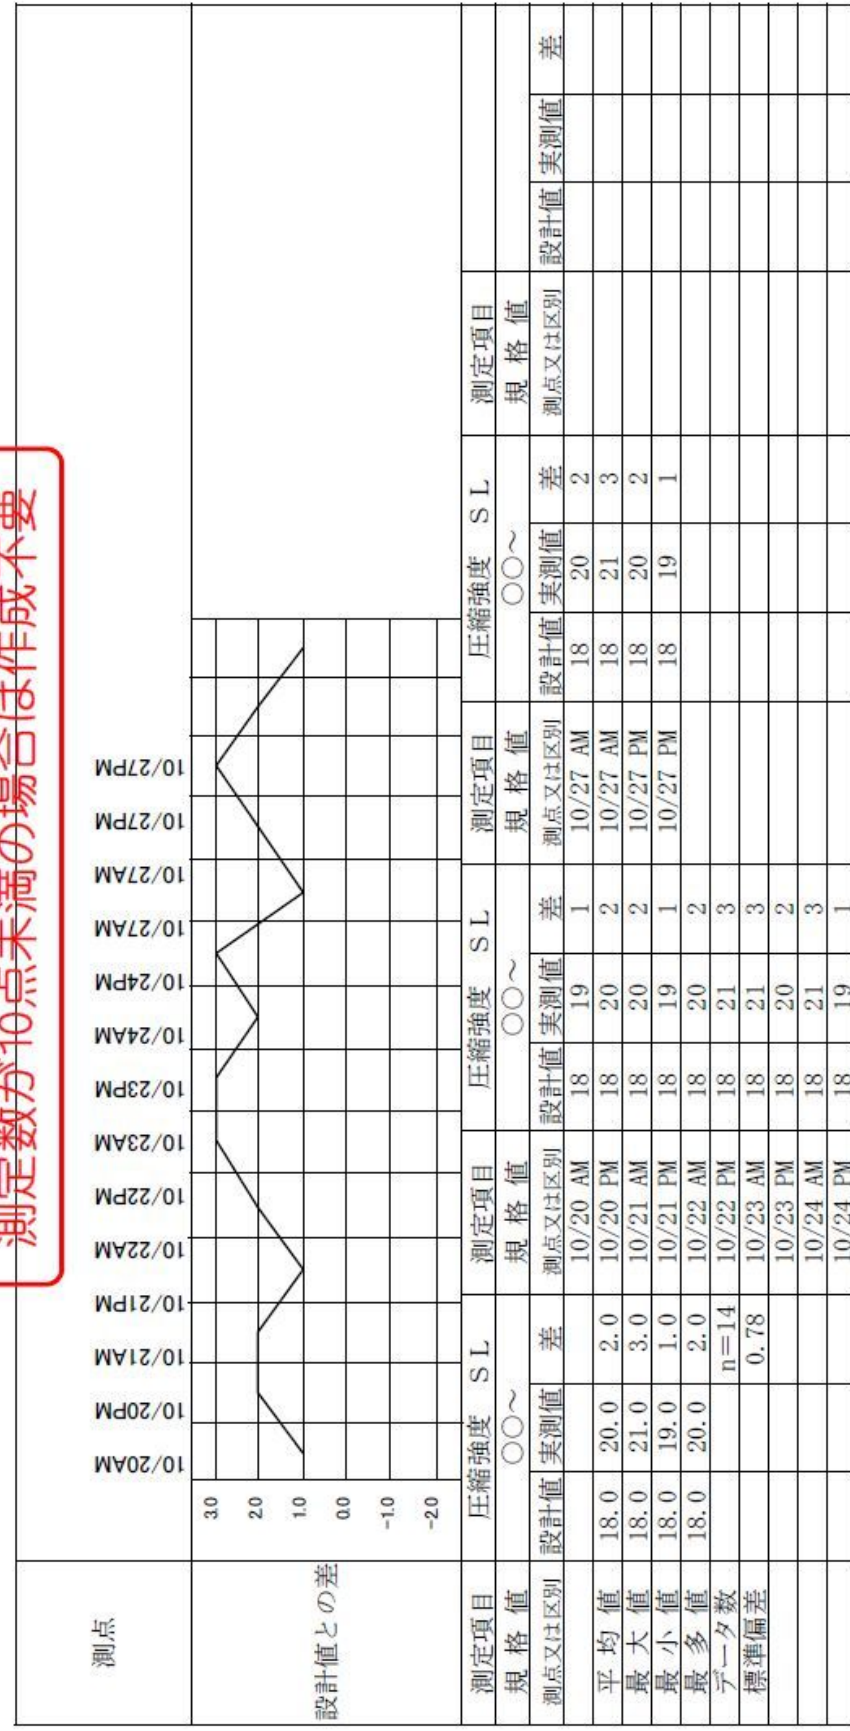 測定数が10点未満の場合は作成不要
測点
10/20AM 10/20PM 10/21AM 10/21PM 10/22AM 10/22PM 10/23AM 10/23PM 10/24AM 10/24PM 10/27AM 10/27AM 10/27PM 10/27PM
設計値との差
3.0
2.0
1.0
0.0
-1.0
-2.0
測定項目 圧縮強度 ＳＬ 測定項目 圧縮強度 ＳＬ 測定項目 圧縮強度 ＳＬ 測定項目
規格値 ○○～ 規格値 ○○～ 規格値 ○○～ 規格値
測点又は区別 設計値 実測値 差 測点又は区別 設計値 実測値 差 測点又は区別 設計値 実測値 差 測点又は区別 設計値 実測値 差
10/20 AM 18 19 1 10/27 AM 18 20 2
平均値 18.0 20.0 2.0 10/20 PM 18 20 2 10/27 AM 18 21 3
最大値 18.0 21.0 3.0 10/21 AM 18 20 2 10/27 PM 18 20 2
最小値 18.0 19.0 1.0 10/21 PM 18 19 1 10/27 PM 18 19 1
最多値 18.0 20.0 2.0 10/22 AM 18 20 2
データ数 n＝14 10/22 PM 18 21 3
標準偏差 0.78 10/23 AM 18 21 3
10/23 PM 18 20 2
10/24 AM 18 21 3
10/24 PM 18 19 1